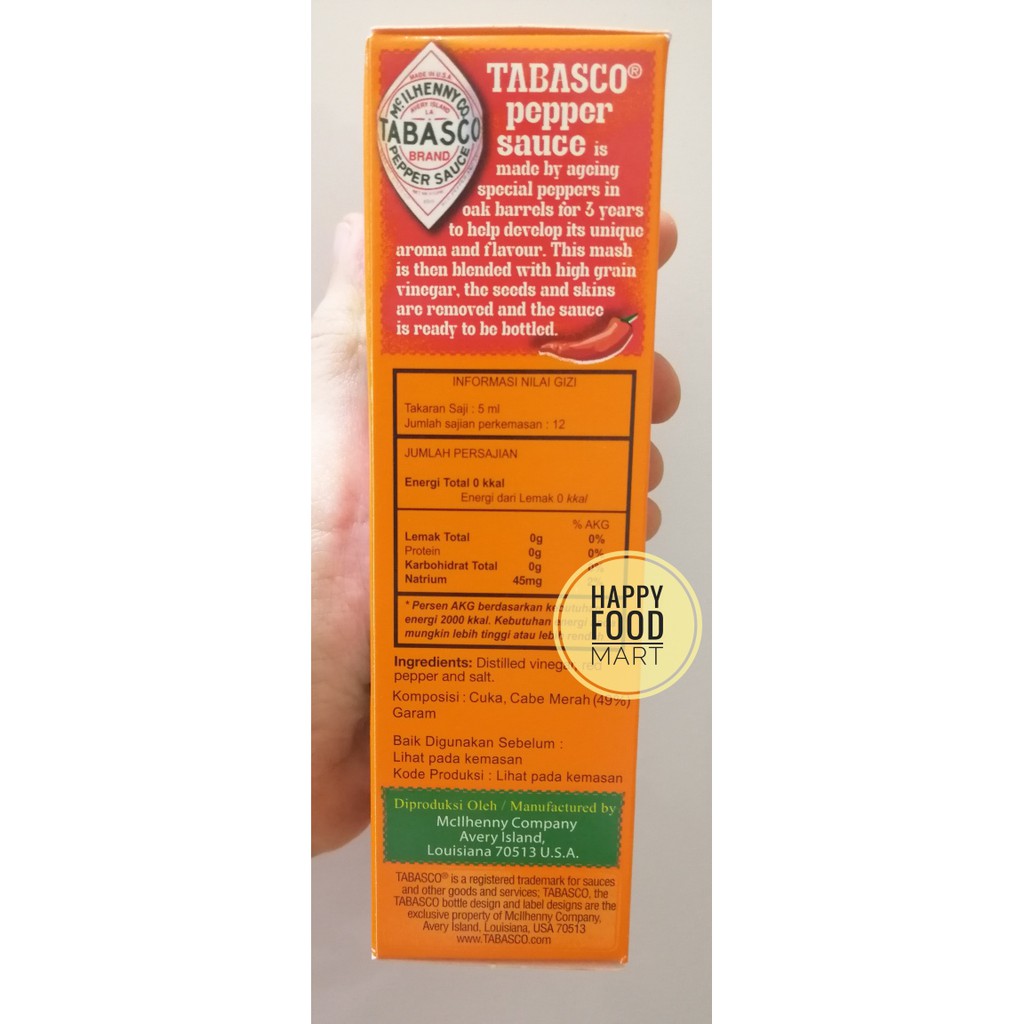 MADE IN U.S.A.
McILHENNY CO.
AVERY ISLAND
LA.
TABASCO
BRAND
PEPPER SAUCE
TABASCO®
pepper
sauce is
made by ageing
special peppers in
oak barrels for 3 years
to help develop its unique
aroma and flavour. This mash
is then blended with high grain
vinegar, the seeds and skins
are removed and the sauce
is ready to be bottled.
INFORMASI NILAI GIZI
Takaran Saji : 5 ml
Jumlah sajian perkemasan : 12
JUMLAH PERSAJIAN
Energi Total 0 kkal
Energi dari Lemak 0 kkal
% AKG
Lemak Total 0g 0%
Protein 0g 0%
Karbohidrat Total 0g 0%
Natrium 45mg
* Persen AKG berdasarkan kebutuhan
energi 2000 kkal. Kebutuhan energi
mungkin lebih tinggi atau lebih rendah
HAPPY
FOOD
MART
Ingredients: Distilled vinegar, red
pepper and salt.
Komposisi : Cuka, Cabe Merah (49%)
Garam
Baik Digunakan Sebelum :
Lihat pada kemasan
Kode Produksi : Lihat pada kemasan
Diproduksi Oleh / Manufactured by
McIlhenny Company
Avery Island,
Louisiana 70513 U.S.A.
TABASCO® is a registered trademark for sauces
and other goods and services; TABASCO, the
TABASCO bottle design and label designs are the
exclusive property of McIlhenny Company,
Avery Island, Louisiana, USA 70513
www.TABASCO.com